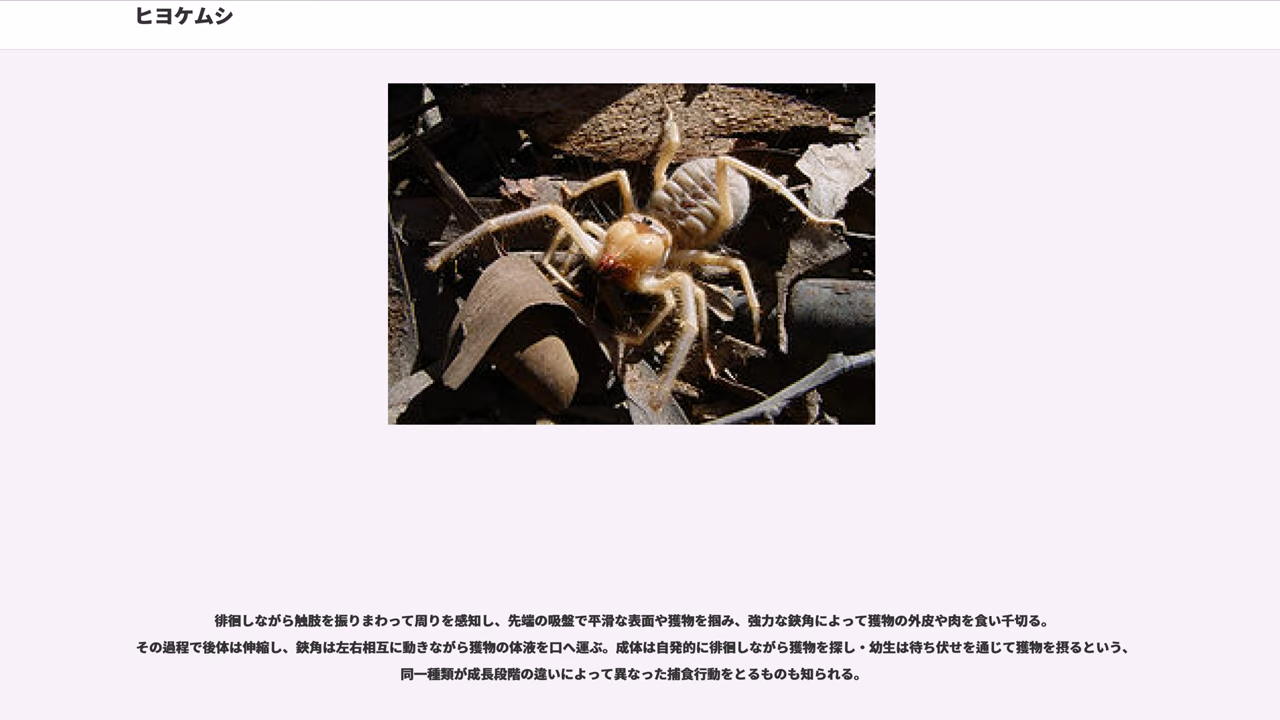 ヒヨケムシ
徘徊しながら触肢を振りまわって周りを感知し、先端の吸盤で平滑な表面や獲物を掴み、強力な鋏角によって獲物の外皮や肉を食い千切る。
その過程で後体は伸縮し、鋏角は左右相互に動きながら獲物の体液を口へ運ぶ。成体は自発的に徘徊しながら獲物を探し・幼生は待ち伏せを通じて獲物を摂るという、
同一種類が成長段階の違いによって異なった捕食行動をとるものも知られる。